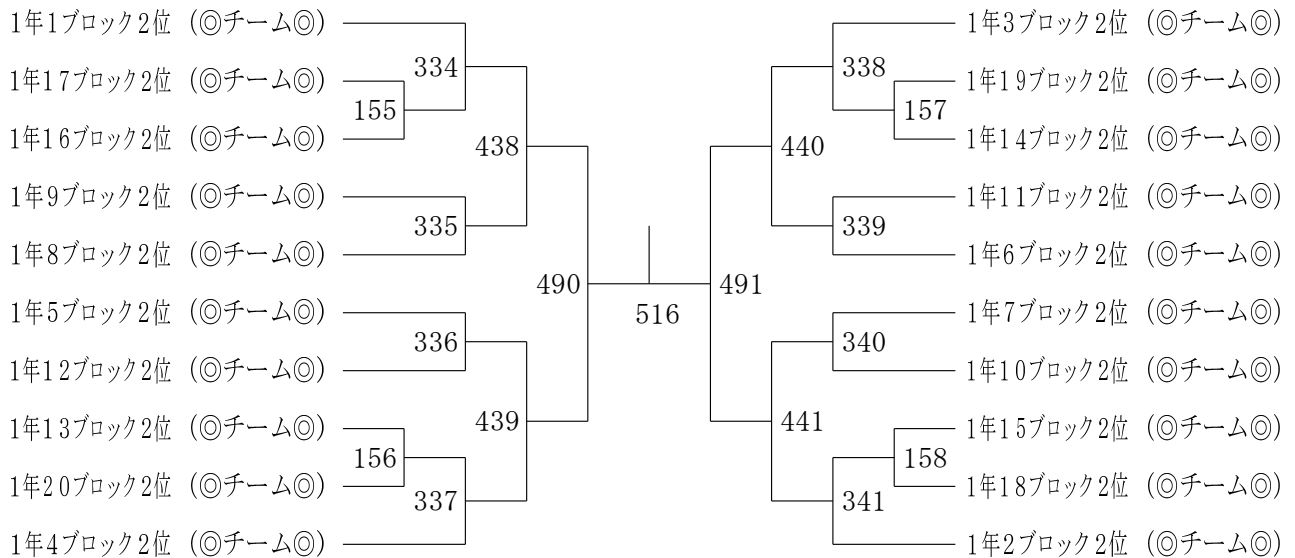 1年1ブロック2位 (◎チーム◎)
1年17ブロック2位 (◎チーム◎)
1年16ブロック2位 (◎チーム◎)
1年9ブロック2位 (◎チーム◎)
1年8ブロック2位 (◎チーム◎)
1年5ブロック2位 (◎チーム◎)
1年12ブロック2位 (◎チーム◎)
1年13ブロック2位 (◎チーム◎)
1年20ブロック2位 (◎チーム◎)
1年4ブロック2位 (◎チーム◎)
334
155
438
335
490
336
439
156
337
516
338
157
440
339
491
340
441
158
341
1年3ブロック2位 (◎チーム◎)
1年19ブロック2位 (◎チーム◎)
1年14ブロック2位 (◎チーム◎)
1年11ブロック2位 (◎チーム◎)
1年6ブロック2位 (◎チーム◎)
1年7ブロック2位 (◎チーム◎)
1年10ブロック2位 (◎チーム◎)
1年15ブロック2位 (◎チーム◎)
1年18ブロック2位 (◎チーム◎)
1年2ブロック2位 (◎チーム◎)